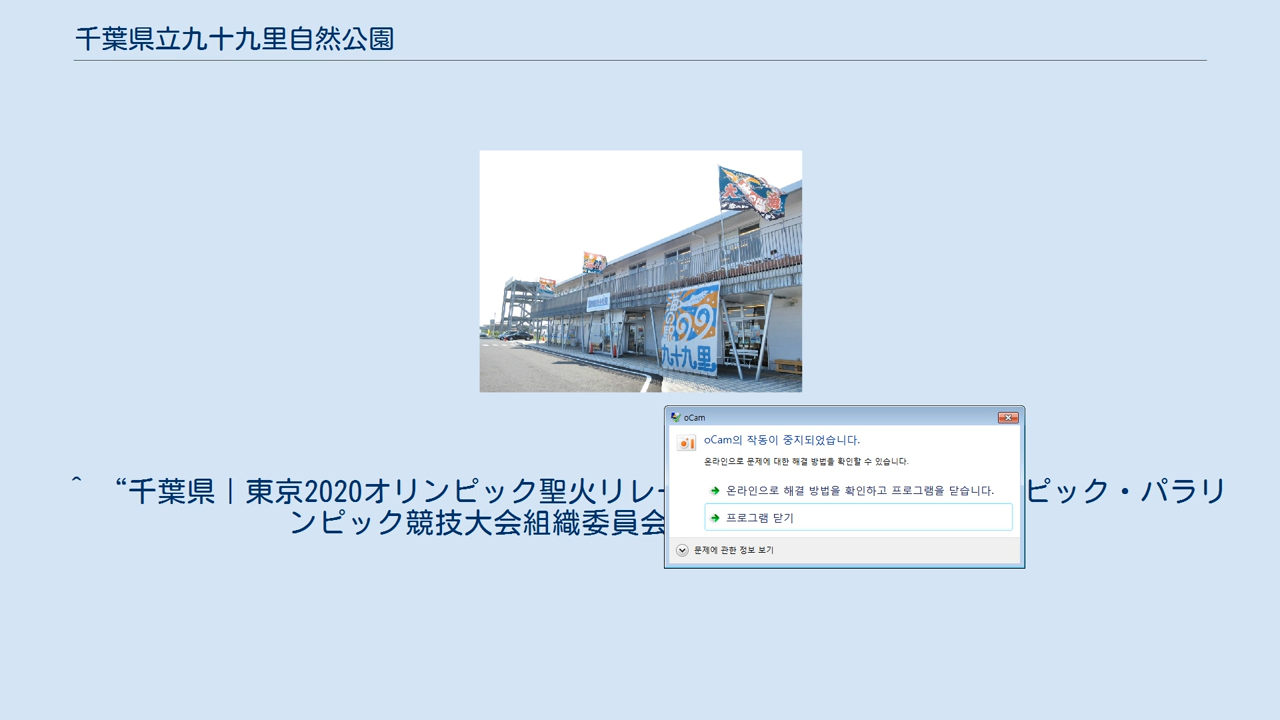 千葉県立九十九里自然公園
海の駅
九十九里
^ “千葉県｜東京2020オリンピック聖火リレー
ピック・パラリ
ンピック競技大会組織委員会
oCam
oCam의 작동이 중지되었습니다.
온라인으로 문제에 대한 해결 방법을 확인할 수 있습니다.
온라인으로 해결 방법을 확인하고 프로그램을 닫습니다.
프로그램 닫기
문제에 관한 정보 보기